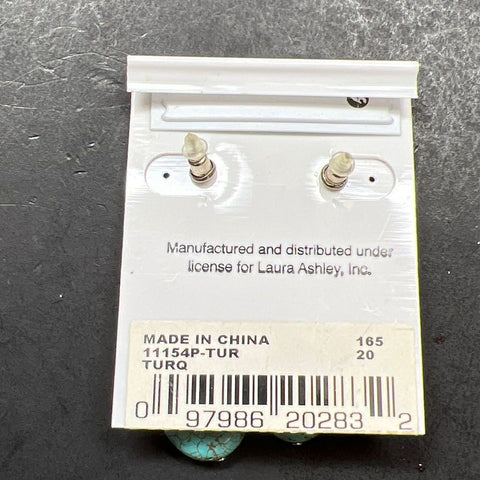 Manufactured and distributed under
license for Laura Ashley, Inc.
MADE IN CHINA 165
11154P-TUR 20
TURQ
0 97986 20283 2